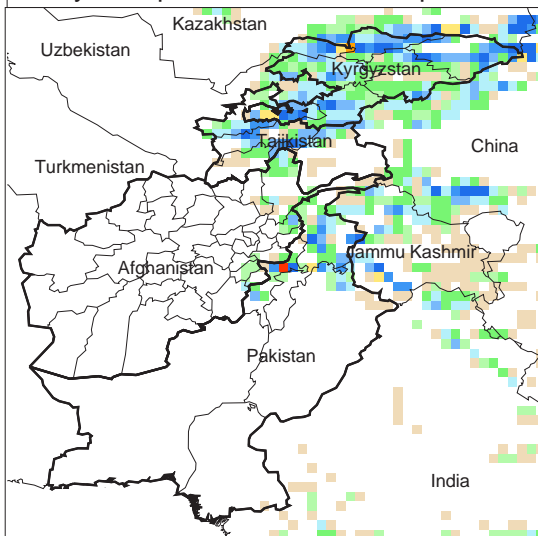 Kazakhstan
Uzbekistan
Kyrgyzstan
Tajikistan
China
Turkmenistan
Jammu Kashmir
Afghanistan
Pakistan
India